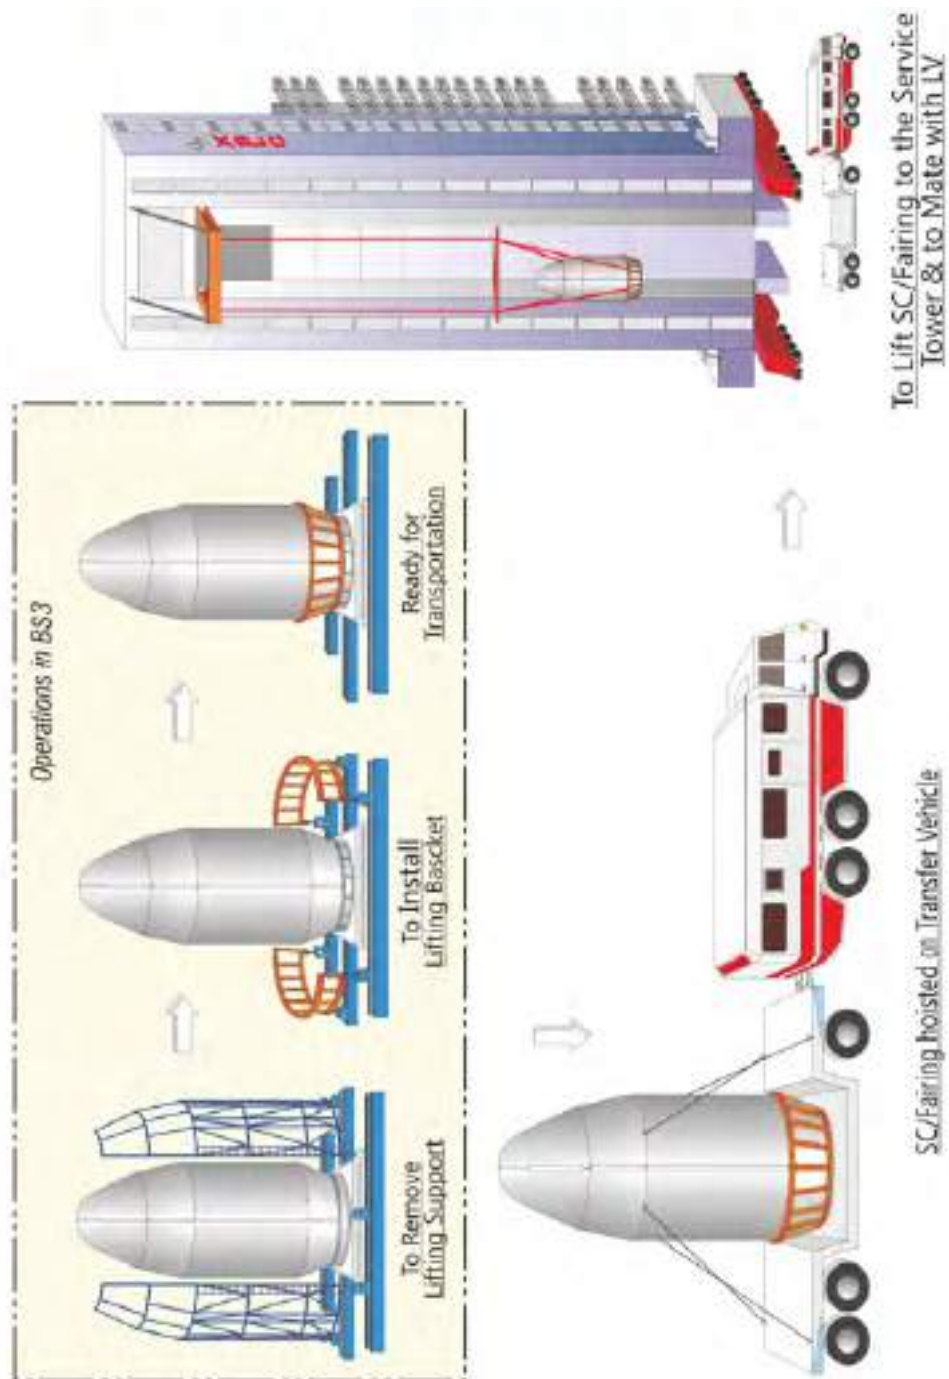 Operations in BS3
To Remove
Lifting Support
To Install
Lifting Bascket
Ready for
Transportation
SC/Fairing hoisted on Transfer Vehicle
To Lift SC/Fairing to the Service
Tower & to Mate with LV